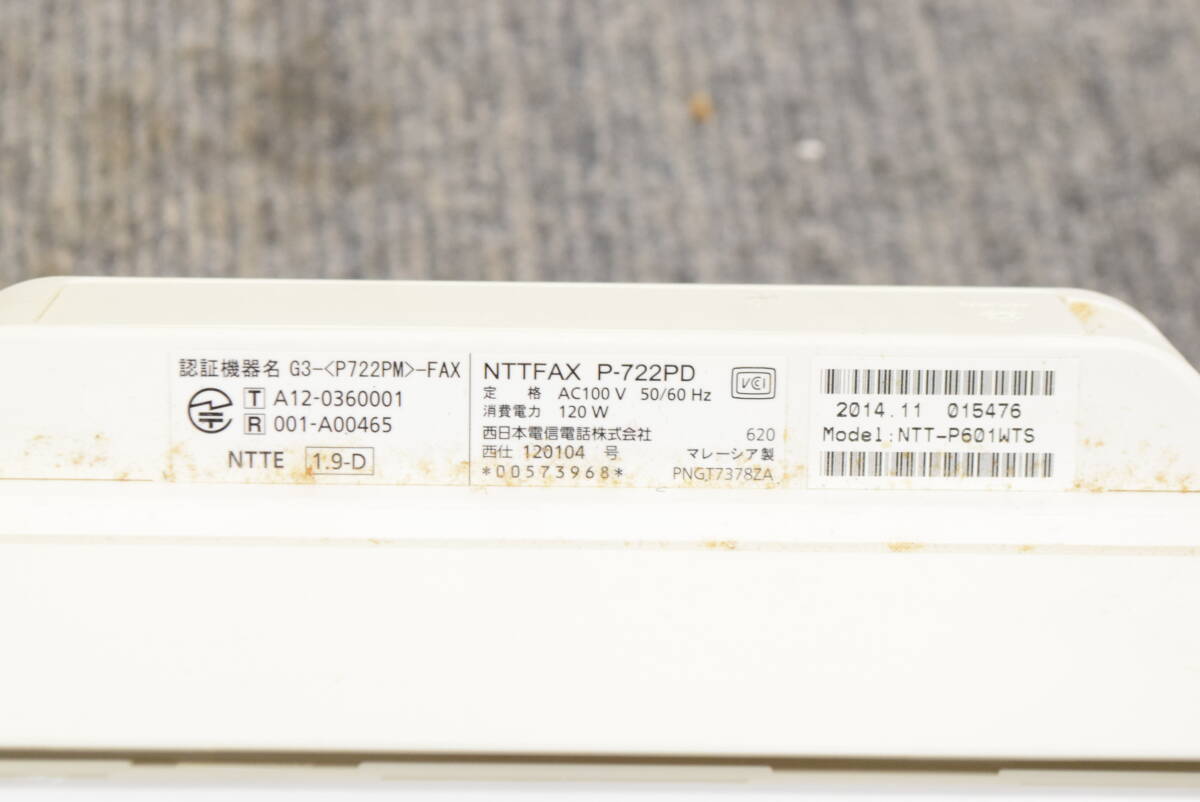 認証機器名 G3-<P722PM>-FAX
T A12-0360001
R 001-A00465
NTTE 1.9-D
NTTFAX P-722PD
定 格 AC100 V 50/60 Hz
消費電力 120 W
VCI
西日本電信電話株式会社 620
西仕 120104 号 マレーシア製
*00573968* PNGT7378ZA
2014.11 015476
Model:NTT-P601WTS